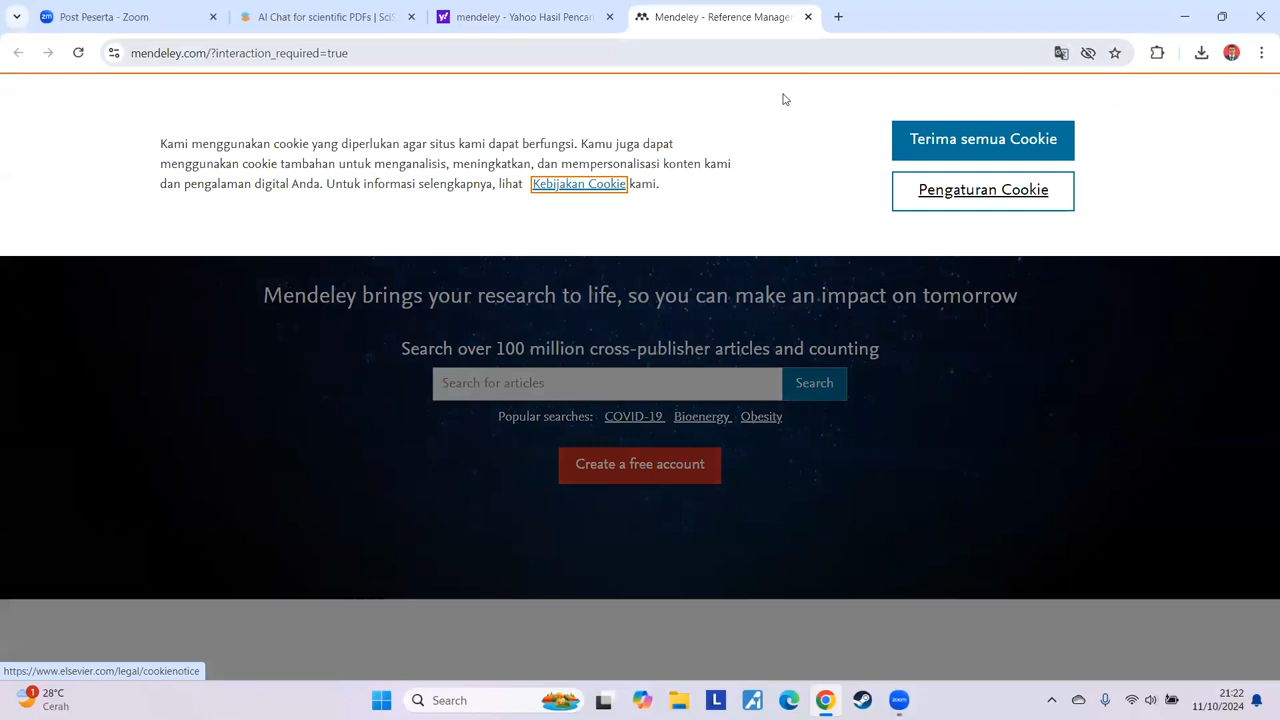 Post Peserta - Zoom
AI Chat for scientific PDFs | SciS
mendeley - Yahoo Hasil Pencari
Mendeley - Reference Manager
mendeley.com/?interaction_required=true
Kami menggunakan cookie yang diperlukan agar situs kami dapat berfungsi. Kamu juga dapat
menggunakan cookie tambahan untuk menganalisis, meningkatkan, dan mempersonalisasi konten kami
dan pengalaman digital Anda. Untuk informasi selengkapnya, lihat Kebijakan Cookie kami.
Terima semua Cookie
Pengaturan Cookie
Mendeley brings your research to life, so you can make an impact on tomorrow
Search over 100 million cross-publisher articles and counting
Search for articles
Search
Popular searches: COVID-19 Bioenergy Obesity
Create a free account
https://www.elsevier.com/legal/cookienotice
1
28°C
Cerah
Search
21:22
11/10/2024